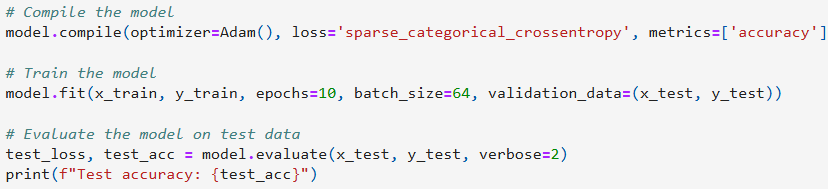 # Compile the model
model.compile(optimizer=Adam(), loss='sparse_categorical_crossentropy', metrics=['accuracy']
# Train the model
model.fit(x_train, y_train, epochs=10, batch_size=64, validation_data=(x_test, y_test))
# Evaluate the model on test data
test_loss, test_acc = model.evaluate(x_test, y_test, verbose=2)
print(f"Test accuracy: {test_acc}")